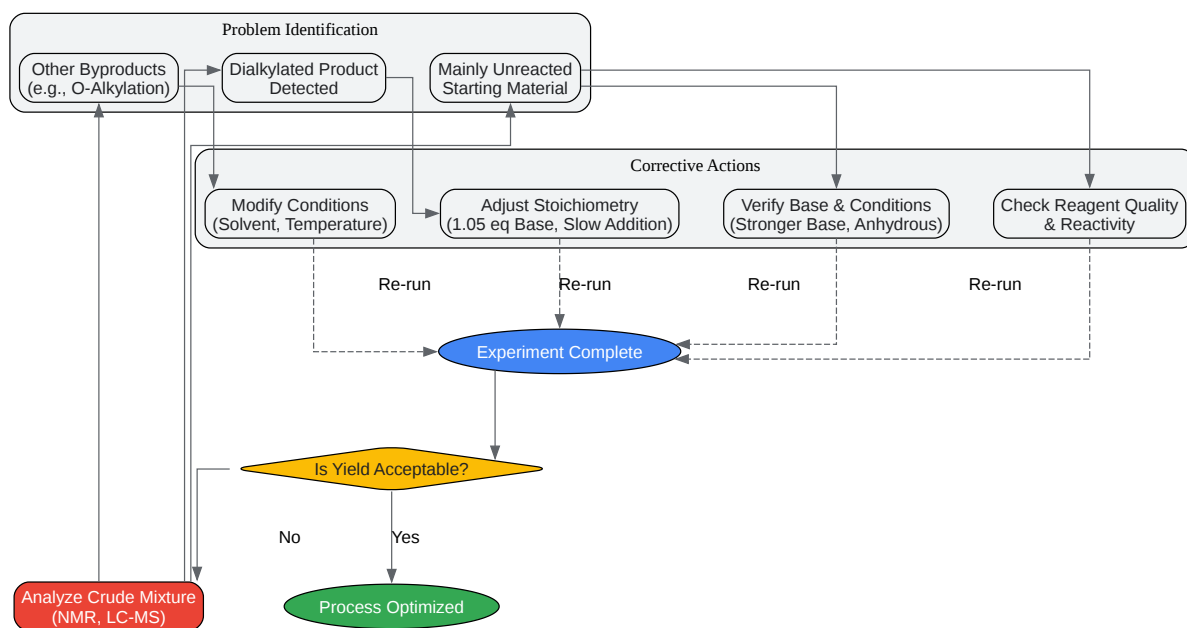 Problem Identification
Other Byproducts
(e.g., O-Alkylation)
Dialkylated Product
Detected
Mainly Unreacted
Starting Material
Corrective Actions
Modify Conditions
(Solvent, Temperature)
Adjust Stoichiometry
(1.05 eq Base, Slow Addition)
Verify Base & Conditions
(Stronger Base, Anhydrous)
Check Reagent Quality
& Reactivity
Re-run
Re-run
Re-run
Re-run
Experiment Complete
Is Yield Acceptable?
No
Yes
Analyze Crude Mixture
(NMR, LC-MS)
Process Optimized